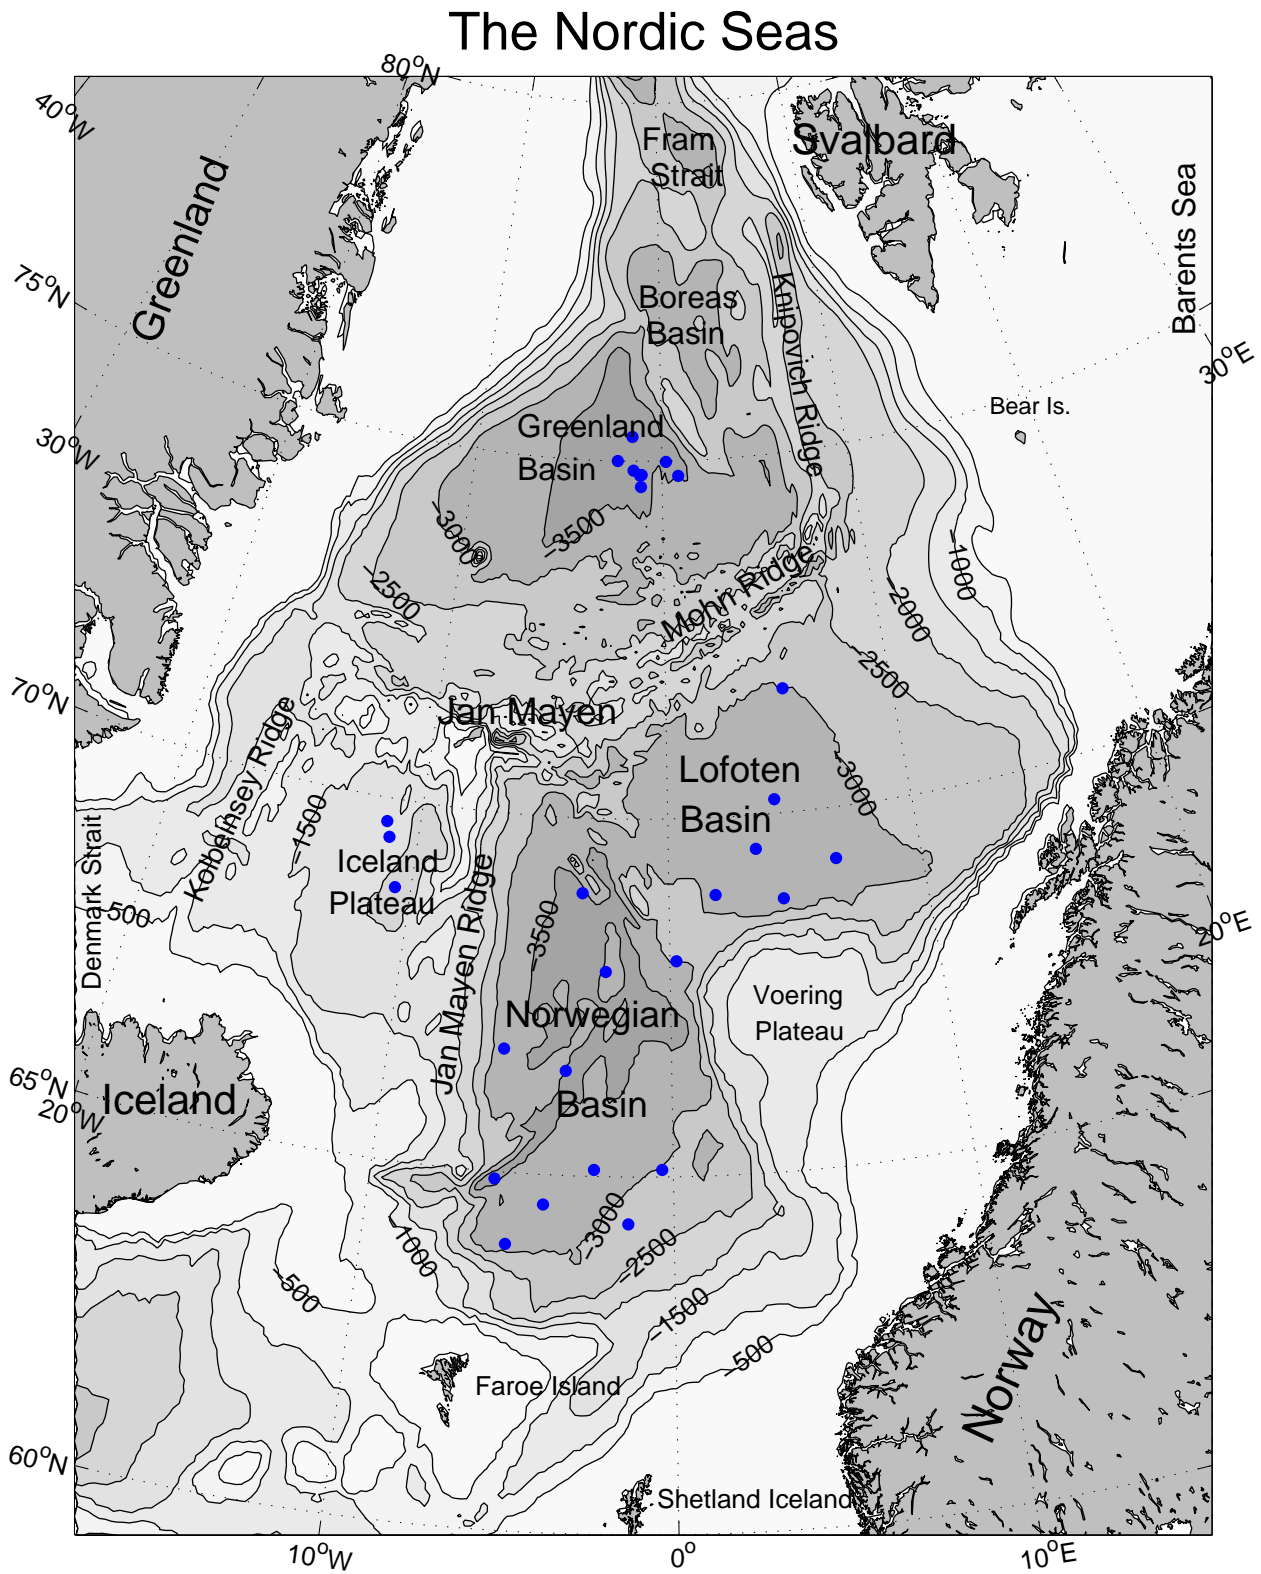 The Nordic Seas
80°N
40°W
Fram
Strait
Svalbard
Greenland
Barents Sea
75°N
Boreas
Basin
Knipovich Ridge
30°E
Bear Is.
30°W
Greenland
Basin
−3000
−3500
−1000
−2500
Mohn Ridge
−2000
−2500
70°N
Jan Mayen
Kolbeinsey Ridge
Lofoten
Basin
−3000
−1500
Denmark Strait
Iceland
Plateau
−500
Jan Mayen Ridge
−3500
20°E
Voering
Plateau
Norwegian
Basin
65°N
20°W
Iceland
−1000
−3000
−2500
−500
−1500
−500
Norway
Faroe Island
60°N
Shetland Iceland
10°W
0°
10°E